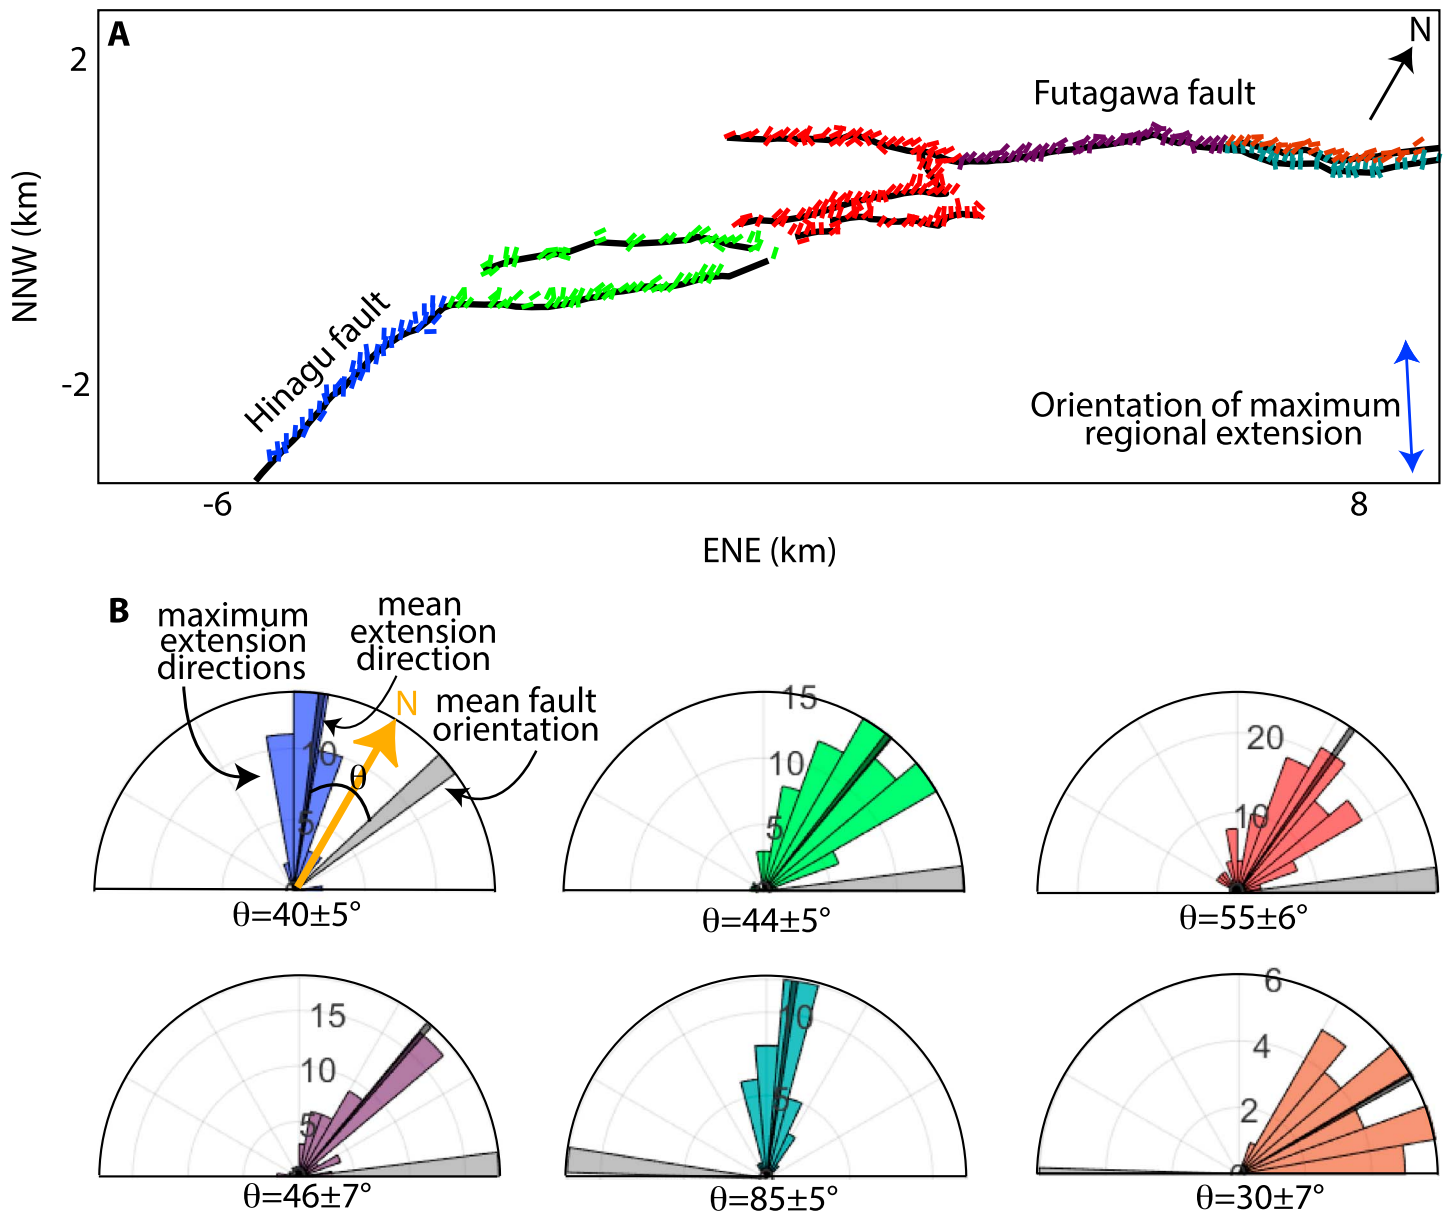 A
N
2
Futagawa fault
NNW (km)
Hinagu fault
-2
Orientation of maximum
regional extension
-6
8
ENE (km)
B
maximum
extension
directions
mean
extension
direction
N
mean fault
orientation
θ
10
5
θ=40±5°
15
10
5
θ=44±5°
20
10
θ=55±6°
15
10
5
θ=46±7°
10
5
θ=85±5°
6
4
2
0
θ=30±7°